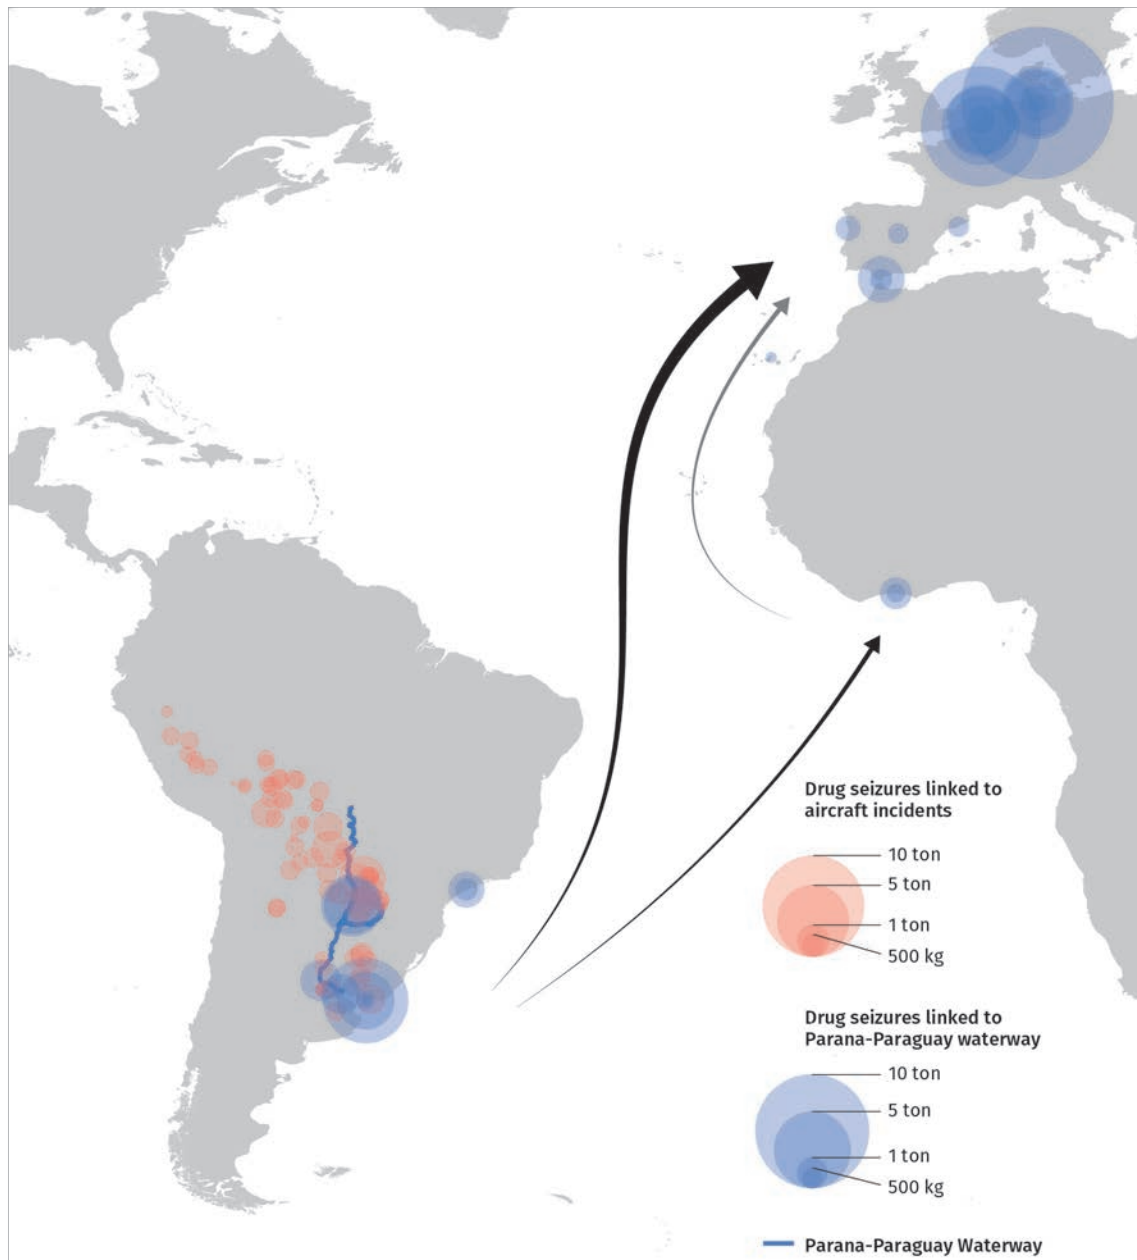 Drug seizures linked to
aircraft incidents
10 ton
5 ton
1 ton
500 kg
Drug seizures linked to
Parana-Paraguay waterway
10 ton
5 ton
1 ton
500 kg
Parana-Paraguay Waterway